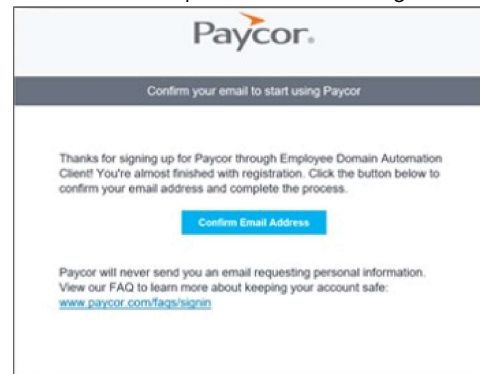 Paycor®
Confirm your email to start using Paycor
Thanks for signing up for Paycor through Employee Domain Automation
Client! You're almost finished with registration. Click the button below to
confirm your email address and complete the process.
Confirm Email Address
Paycor will never send you an email requesting personal information.
View our FAQ to learn more about keeping your account safe:
www.paycor.com/faqs/signin